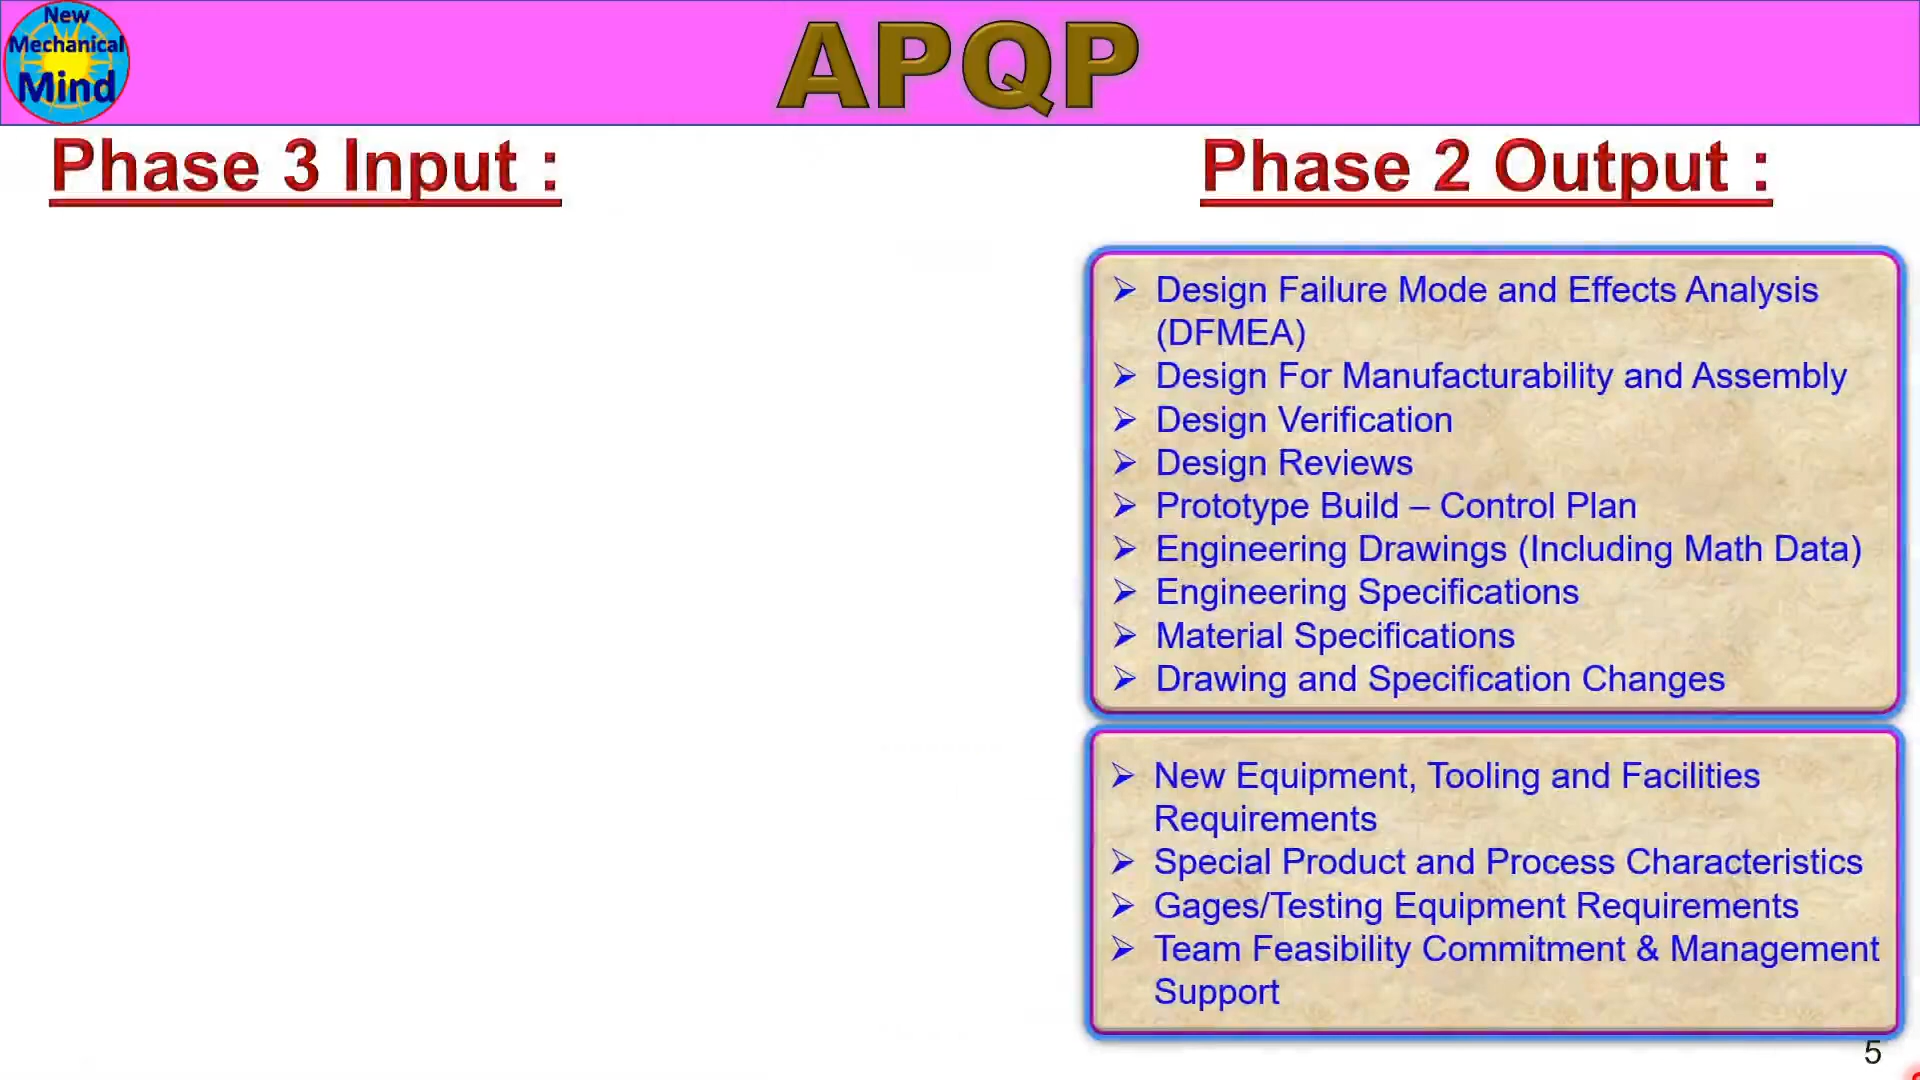 New
Mechanical
Mind
APQP
Phase 3 Input :
Phase 2 Output :
➢ Design Failure Mode and Effects Analysis
(DFMEA)
➢ Design For Manufacturability and Assembly
➢ Design Verification
➢ Design Reviews
➢ Prototype Build – Control Plan
➢ Engineering Drawings (Including Math Data)
➢ Engineering Specifications
➢ Material Specifications
➢ Drawing and Specification Changes
➢ New Equipment, Tooling and Facilities
Requirements
➢ Special Product and Process Characteristics
➢ Gages/Testing Equipment Requirements
➢ Team Feasibility Commitment & Management
Support
5